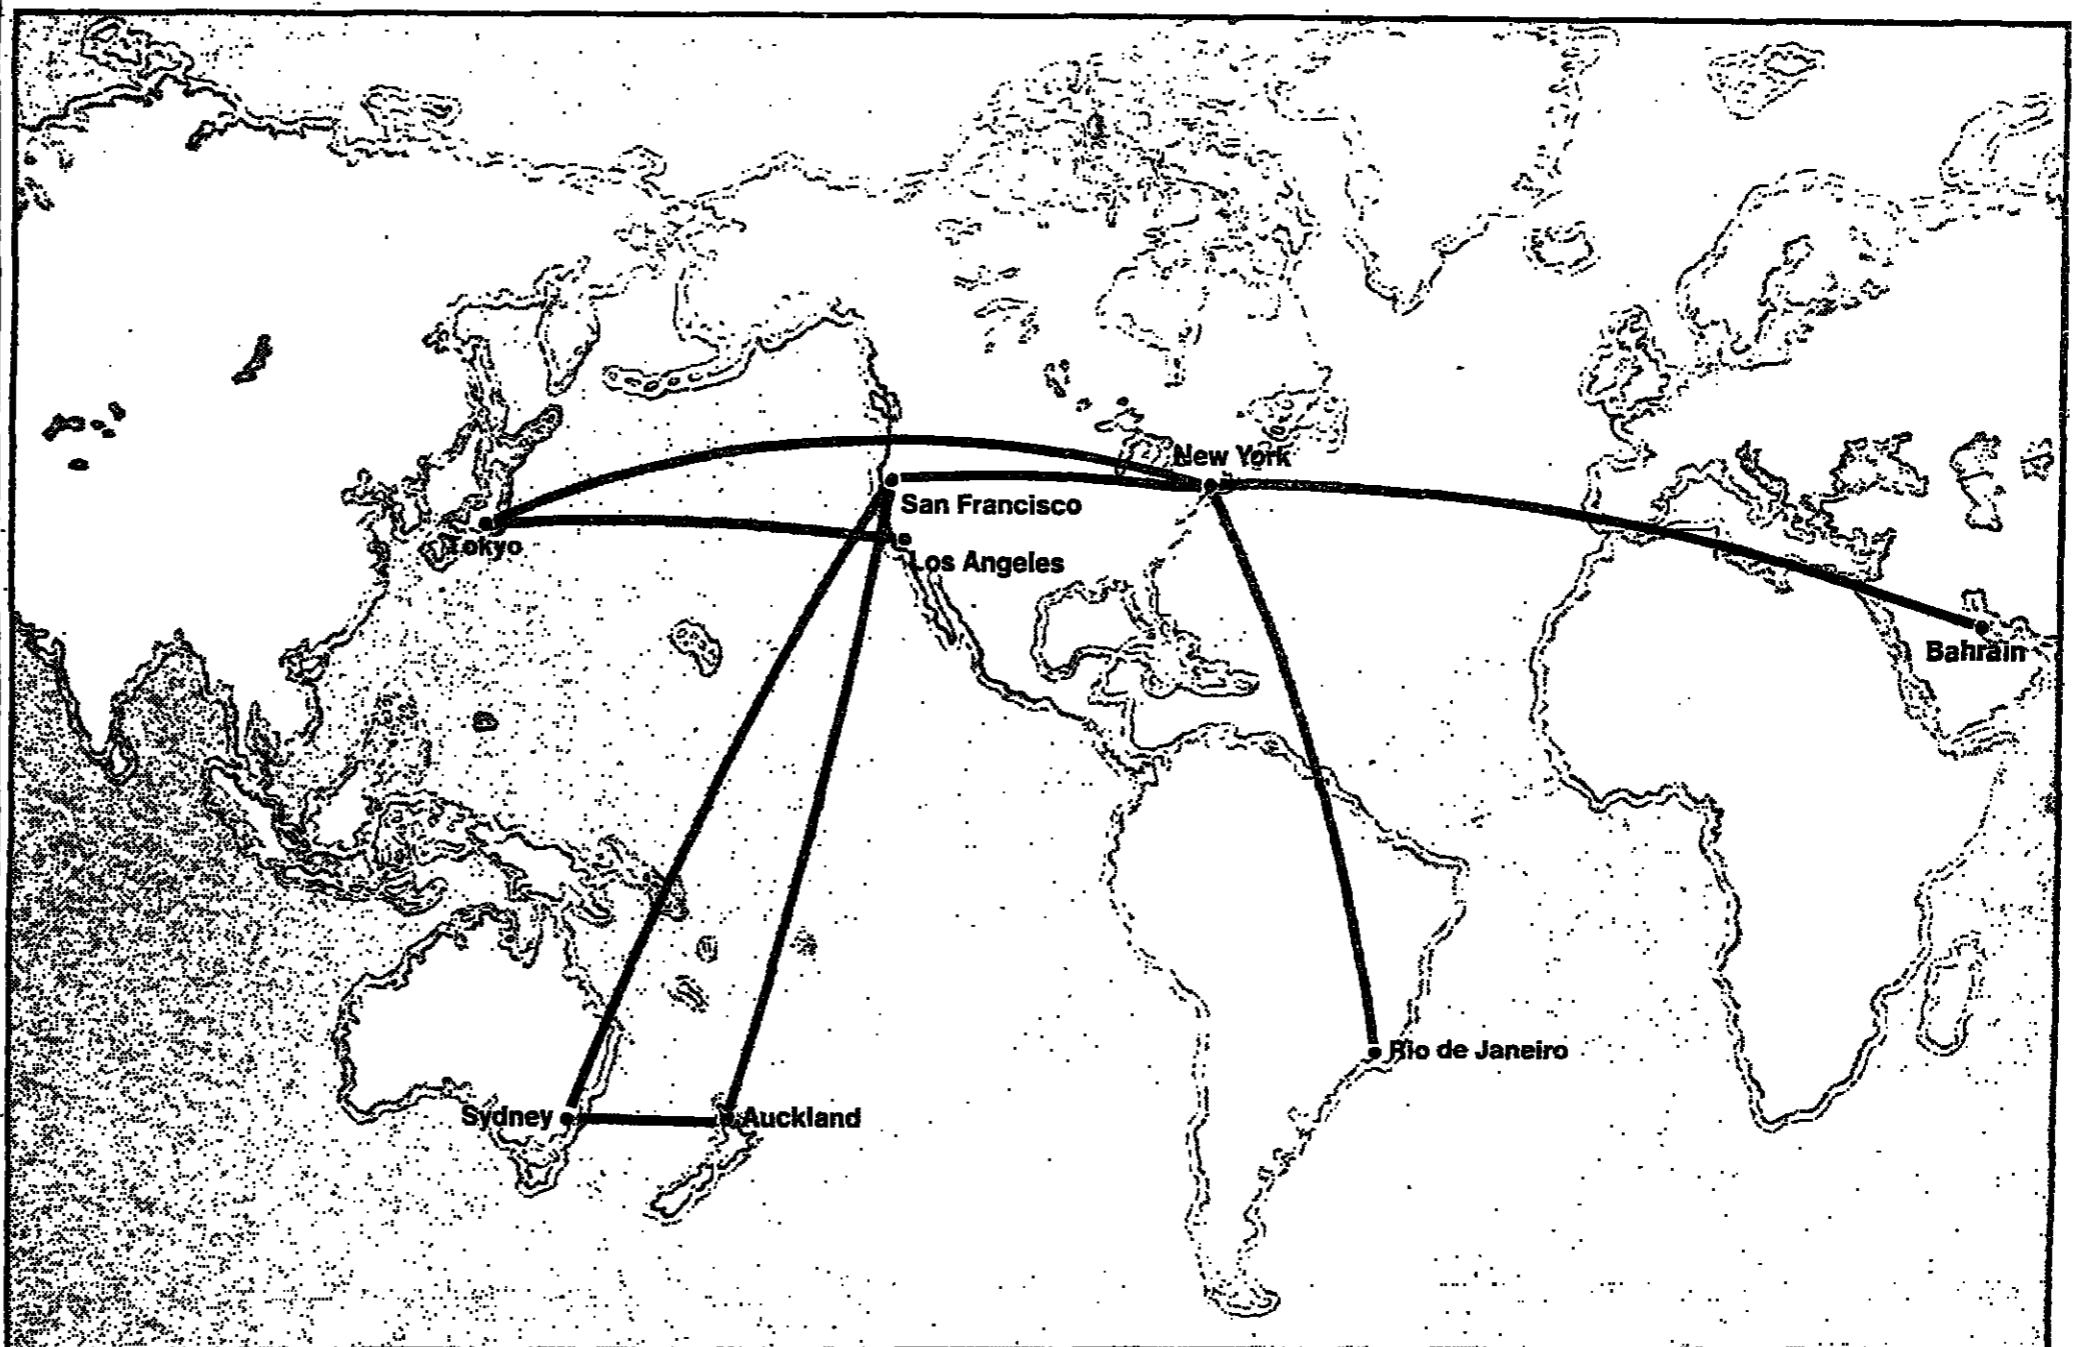 New York
San Francisco
Tokyo
Los Angeles
Bahrain
Rio de Janeiro
Sydney
Auckland